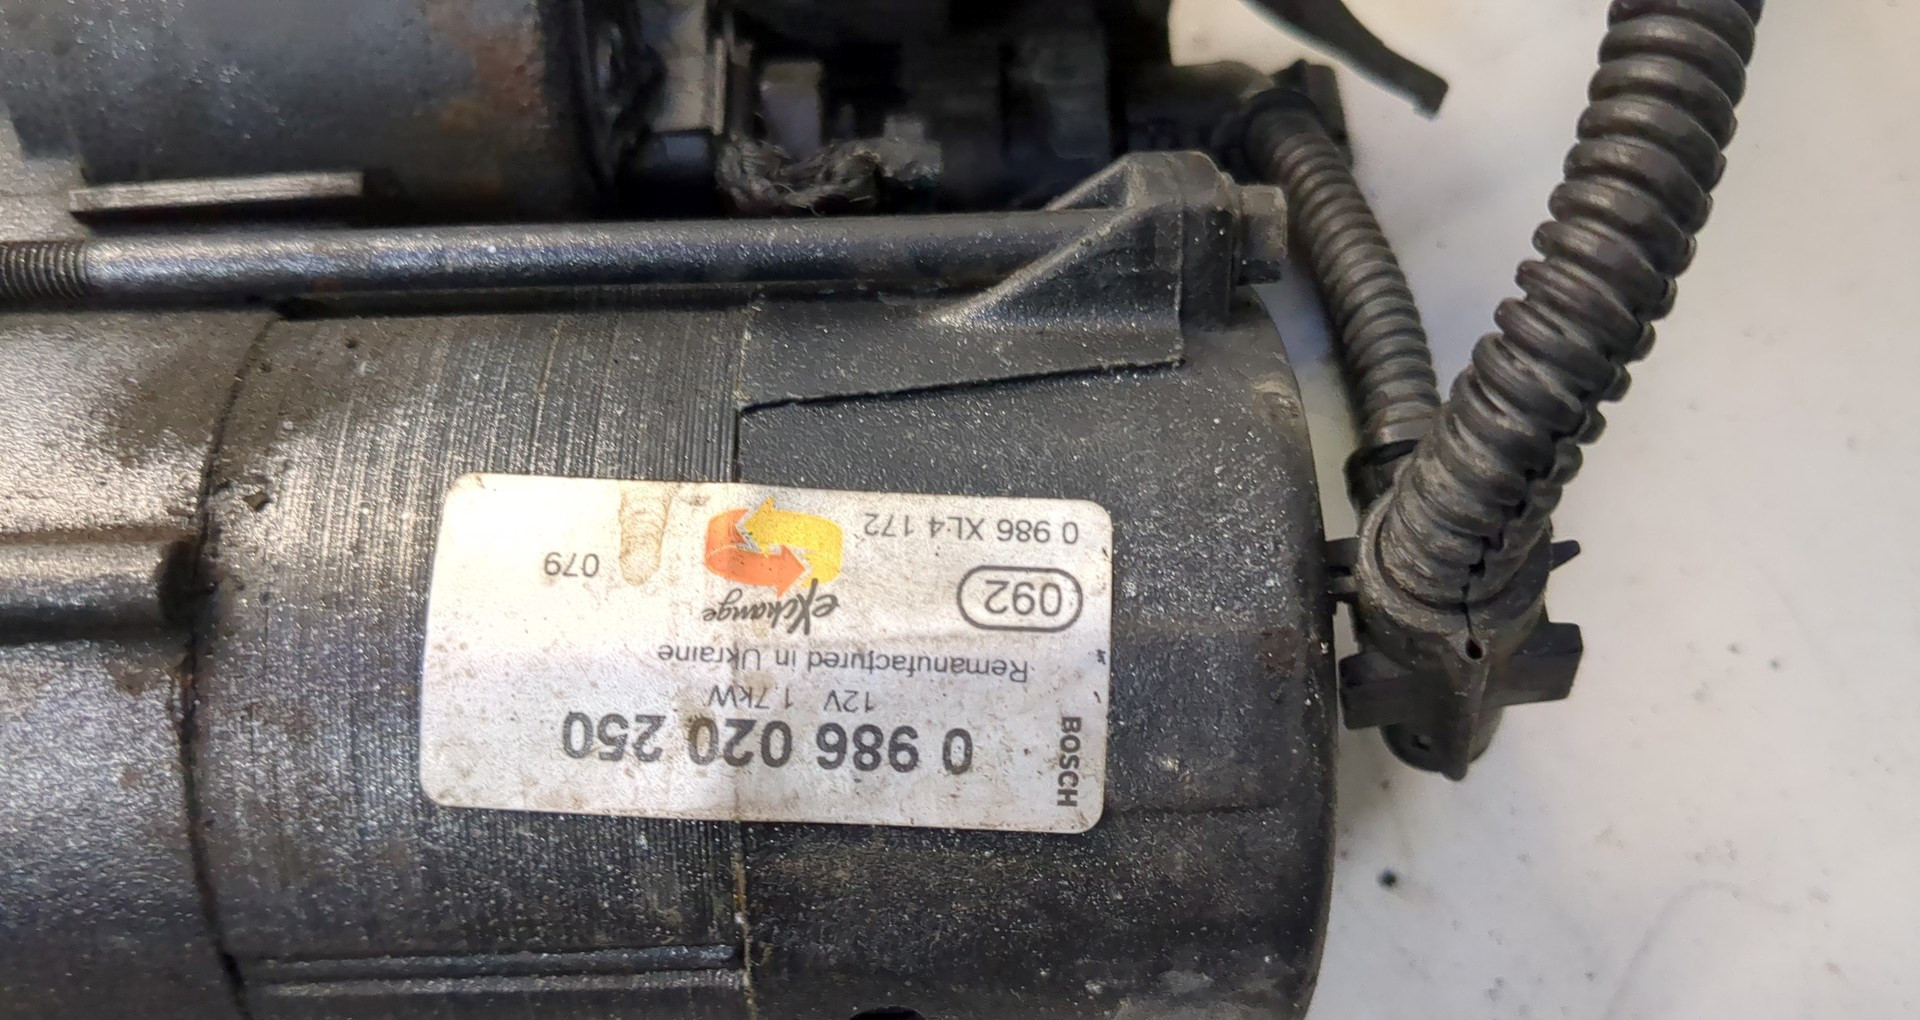 BOSCH
0 986 020 250
12V 1.7kW
Remanufactured in Ukraine
092
eXchange
079
0 986 XL4 172